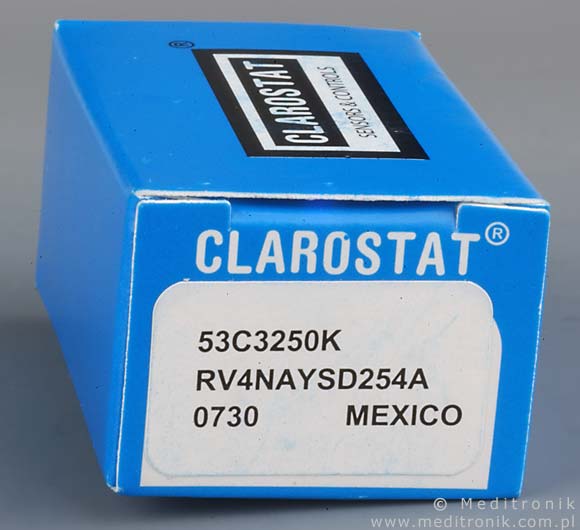 CLAROSTAT
SENSORS & CONTROLS
®
CLAROSTAT®
53C3250K
RV4NAYSD254A
0730 MEXICO
© Meditronik
www.meditronik.com.pl